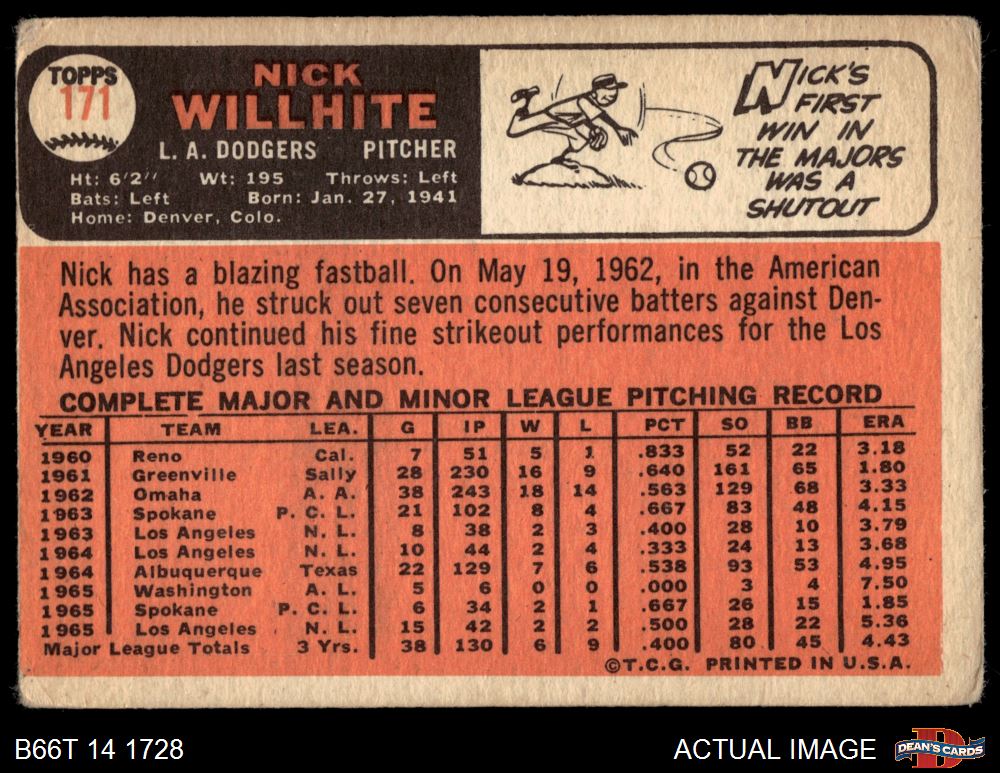 TOPPS
171
NICK
WILLHITE
L. A. DODGERS PITCHER
Ht: 6'2" Wt: 195 Throws: Left
Bats: Left Born: Jan. 27, 1941
Home: Denver, Colo.
NICK'S
FIRST
WIN IN
THE MAJORS
WAS A
SHUTOUT
Nick has a blazing fastball. On May 19, 1962, in the American
Association, he struck out seven consecutive batters against Den-
ver. Nick continued his fine strikeout performances for the Los
Angeles Dodgers last season.
COMPLETE MAJOR AND MINOR LEAGUE PITCHING RECORD
YEAR TEAM LEA. G IP W L PCT SO BB ERA
1960 Reno Cal. 7 51 5 1 .833 52 22 3.18
1961 Greenville Sally 28 230 16 9 .640 161 65 1.80
1962 Omaha A. A. 38 243 18 14 .563 129 68 3.33
1963 Spokane P. C. L. 21 102 8 4 .667 83 48 4.15
1963 Los Angeles N. L. 8 38 2 3 .400 28 10 3.79
1964 Los Angeles N. L. 10 44 2 4 .333 24 13 3.68
1964 Albuquerque Texas 22 129 7 6 .538 93 53 4.95
1965 Washington A. L. 5 6 0 0 .000 3 4 7.50
1965 Spokane P. C. L. 6 34 2 1 .667 26 15 1.85
1965 Los Angeles N. L. 15 42 2 2 .500 28 22 5.36
Major League Totals 3 Yrs. 38 130 6 9 .400 80 45 4.43
©T.C.G. PRINTED IN U.S.A.
B66T 14 1728
ACTUAL IMAGE
D
DEAN'S CARDS